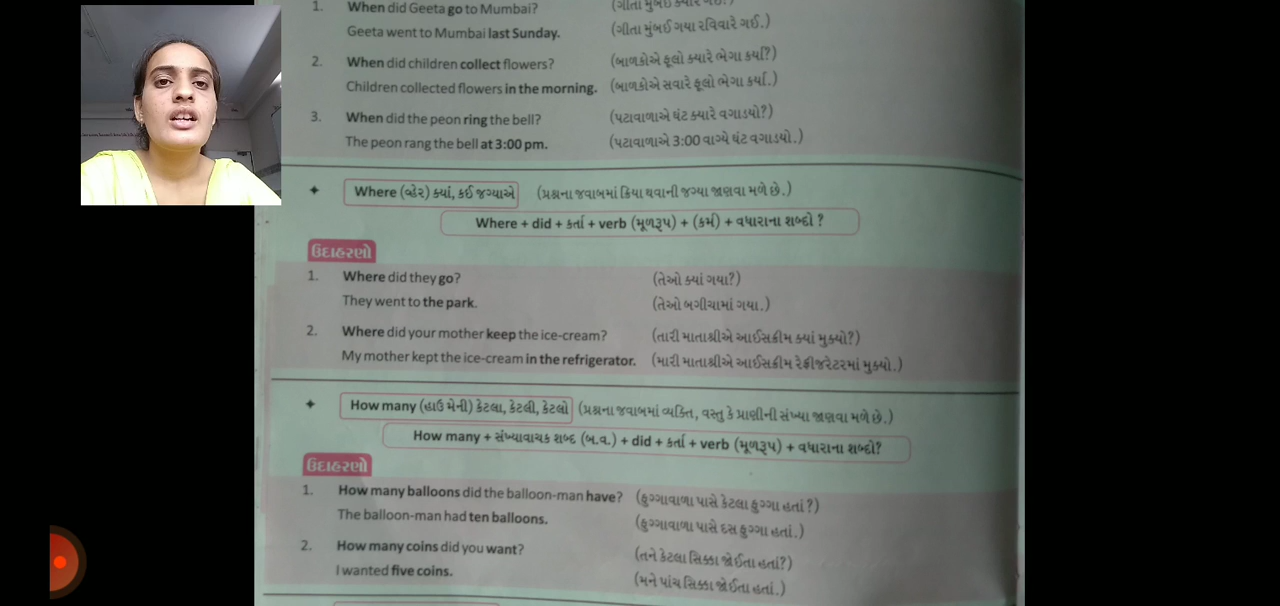 1. When did Geeta go to Mumbai? (ગીતા મુંબઈ ક્યારે ગઈ?)
Geeta went to Mumbai last Sunday. (ગીતા મુંબઈ ગયા રવિવારે ગઈ.)
2. When did children collect flowers? (બાળકોએ ફૂલો ક્યારે ભેગા કર્યાં?)
Children collected flowers in the morning. (બાળકોએ સવારે ફૂલો ભેગા કર્યા.)
3. When did the peon ring the bell? (પટાવાળાએ ઘંટ ક્યારે વગાડયો?)
The peon rang the bell at 3:00 pm. (પટાવાળાએ 3:00 વાગ્યે ઘંટ વગાડયો.)
✦ Where (વ્હેર) ક્યાં, કઈ જગ્યાએ (પ્રશ્નના જવાબમાં ક્રિયા થવાની જગ્યા જાણવા મળે છે.)
Where + did + કર્તા + verb (મૂળરૂપ) + (કર્મ) + વધારાના શબ્દો ?
ઉદાહરણો
1. Where did they go? (તેઓ ક્યાં ગયા?)
They went to the park. (તેઓ બગીચામાં ગયા.)
2. Where did your mother keep the ice-cream? (તારી માતાશ્રીએ આઈસક્રીમ ક્યાં મુક્યો?)
My mother kept the ice-cream in the refrigerator. (મારી માતાશ્રીએ આઈસક્રીમ રેફ્રીજરેટરમાં મુક્યો.)
✦ How many (હાઉ મેની) કેટલા, કેટલી, કેટલો (પ્રશ્નના જવાબમાં વ્યક્તિ, વસ્તુ કે પ્રાણીની સંખ્યા જાણવા મળે છે.)
How many + સંખ્યાવાચક શબ્દ (બ.વ.) + did + કર્તા + verb (મૂળરૂપ) + વધારાના શબ્દો?
ઉદાહરણો
1. How many balloons did the balloon-man have? (ફુગ્ગાવાળા પાસે કેટલા ફુગ્ગા હતાં?)
The balloon-man had ten balloons. (ફુગ્ગાવાળા પાસે દસ ફુગ્ગા હતાં.)
2. How many coins did you want? (તને કેટલા સિક્કા જોઈતા હતાં?)
I wanted five coins. (મને પાંચ સિક્કા જોઈતા હતાં.)